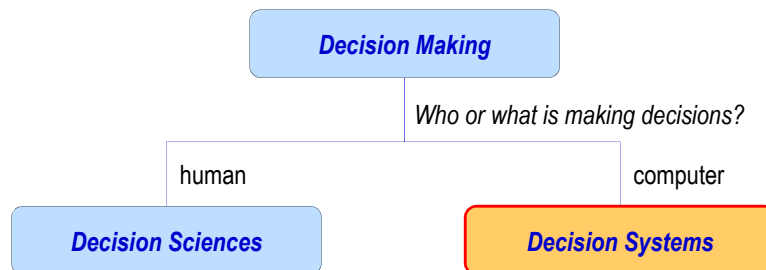 Decision Making
Who or what is making decisions?
human
computer
Decision Sciences
Decision Systems